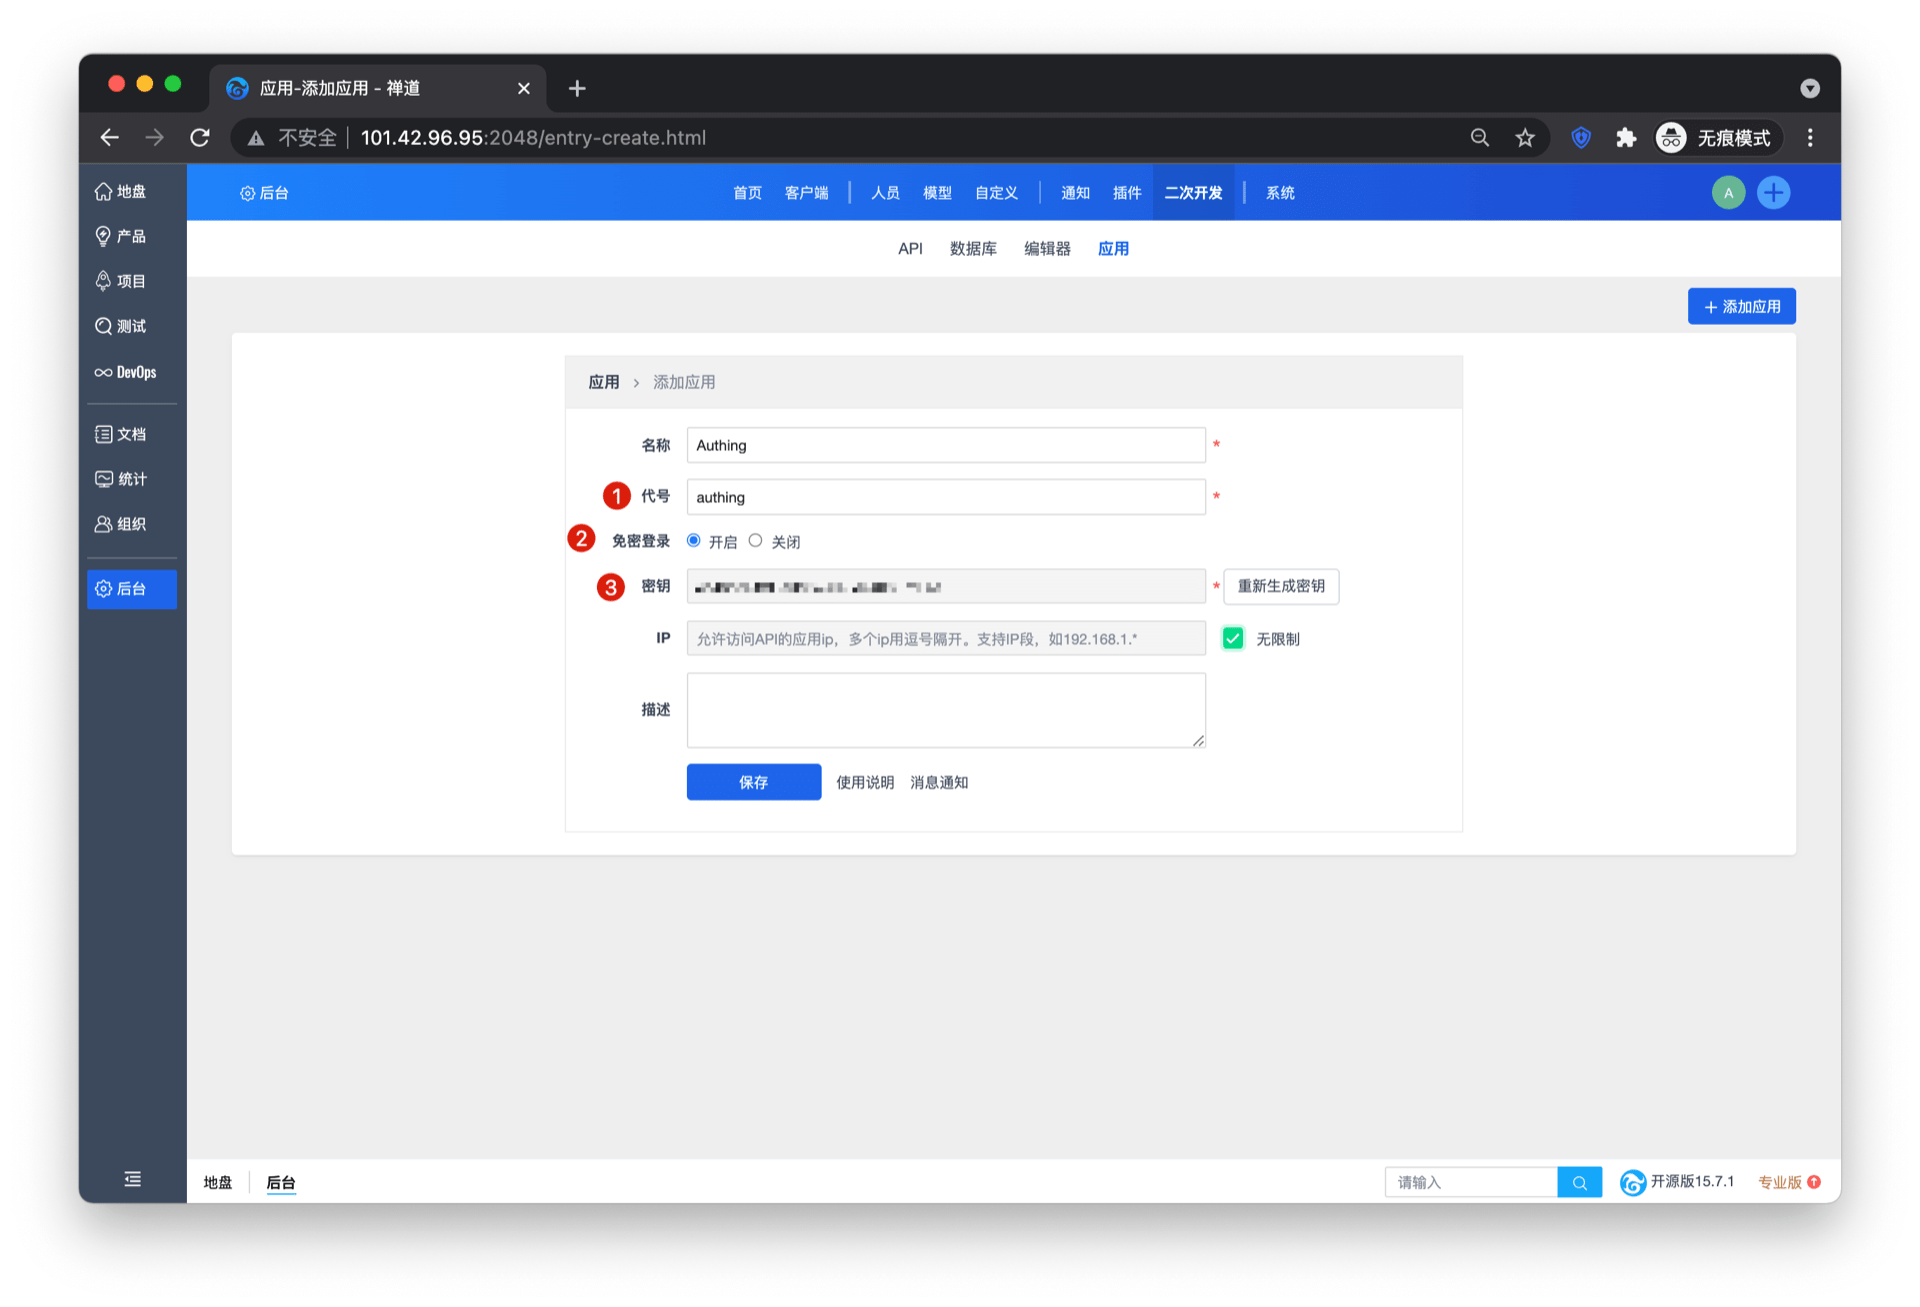 应用-添加应用 - 禅道
不安全 101.42.96.95:2048/entry-create.html 无痕模式
地盘
产品
项目
测试
DevOps
文档
统计
组织
后台
后台 首页 客户端 人员 模型 自定义 通知 插件 二次开发 系统 A
API 数据库 编辑器 应用
添加应用
应用 > 添加应用
名称 Authing *
1 代号 authing *
2 免密登录 开启 关闭
3 密钥 * 重新生成密钥
IP 允许访问API的应用ip，多个ip用逗号隔开。支持IP段，如192.168.1.* 无限制
描述
保存 使用说明 消息通知
地盘 后台 请输入 开源版15.7.1 专业版